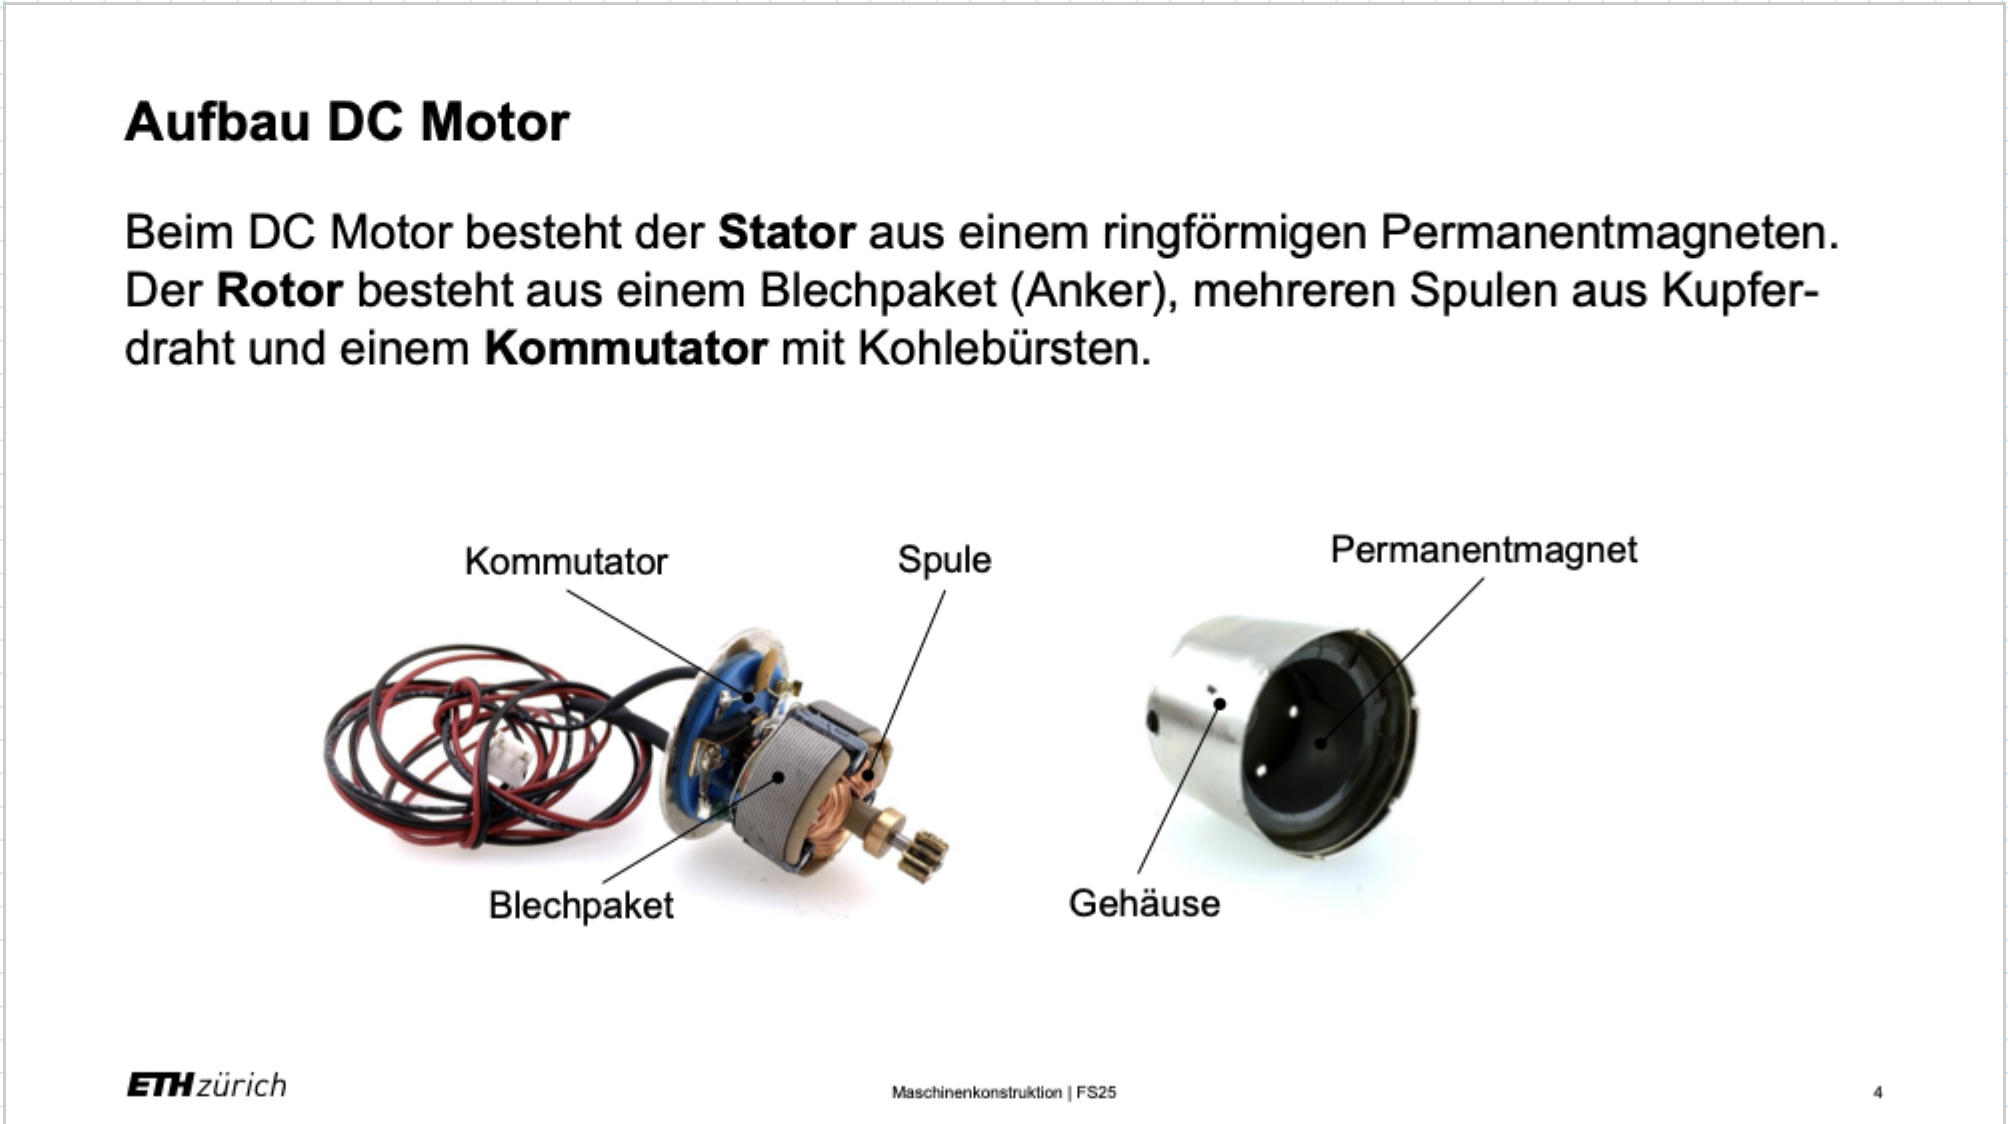 Aufbau DC Motor
Beim DC Motor besteht der Stator aus einem ringförmigen Permanentmagneten.
Der Rotor besteht aus einem Blechpaket (Anker), mehreren Spulen aus Kupfer-
draht und einem Kommutator mit Kohlebürsten.
Kommutator
Spule
Permanentmagnet
Blechpaket
Gehäuse
ETH zürich
Maschinenkonstruktion | FS25
4